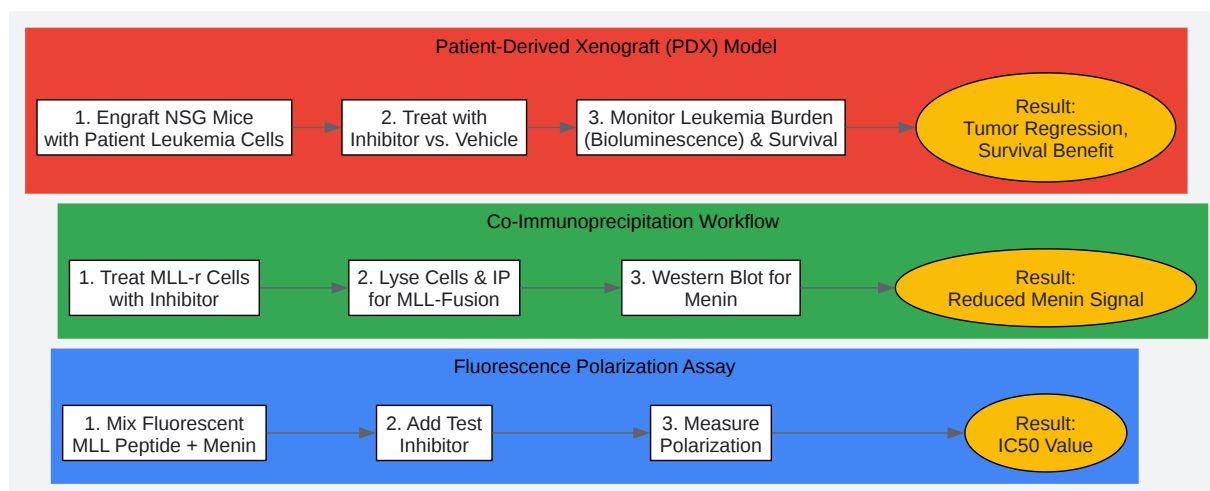 Patient-Derived Xenograft (PDX) Model
1. Engraft NSG Mice
with Patient Leukemia Cells
2. Treat with
Inhibitor vs. Vehicle
3. Monitor Leukemia Burden
(Bioluminescence) & Survival
Result:
Tumor Regression,
Survival Benefit
Co-Immunoprecipitation Workflow
1. Treat MLL-r Cells
with Inhibitor
2. Lyse Cells & IP
for MLL-Fusion
3. Western Blot for
Menin
Result:
Reduced Menin Signal
Fluorescence Polarization Assay
1. Mix Fluorescent
MLL Peptide + Menin
2. Add Test
Inhibitor
3. Measure
Polarization
Result:
IC50 Value